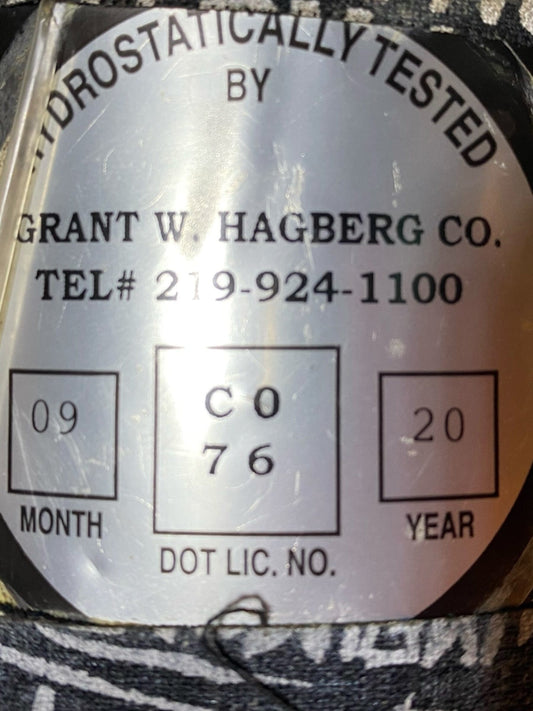 HYDROSTATICALLY TESTED
BY
GRANT W. HAGBERG CO.
TEL# 219-924-1100
09
C 0
7 6
20
MONTH
DOT LIC. NO.
YEAR